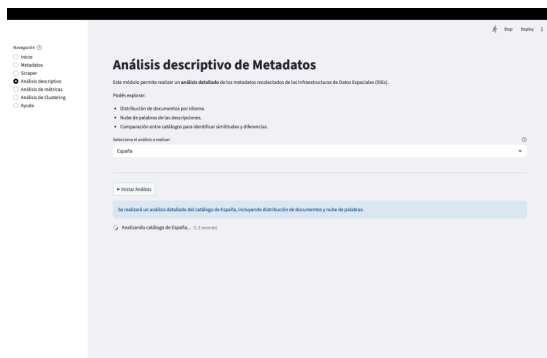 Stop Deploy
Navegación
Inicio
Metadatos
Scraper
Análisis descriptivo
Análisis de métricas
Análisis de Clustering
Ayuda
Análisis descriptivo de Metadatos
Este módulo permite realizar un análisis detallado de los metadatos recolectados de las Infraestructuras de Datos Espaciales (IDEs).
Podés explorar:
• Distribución de documentos por idioma.
• Nube de palabras de las descripciones.
• Comparación entre catálogos para identificar similitudes y diferencias.
Selecciona el análisis a realizar:
España
Iniciar Análisis
Se realizará un análisis detallado del catálogo de España, incluyendo distribución de documentos y nube de palabras.
Analizando catálogo de España... seconds)